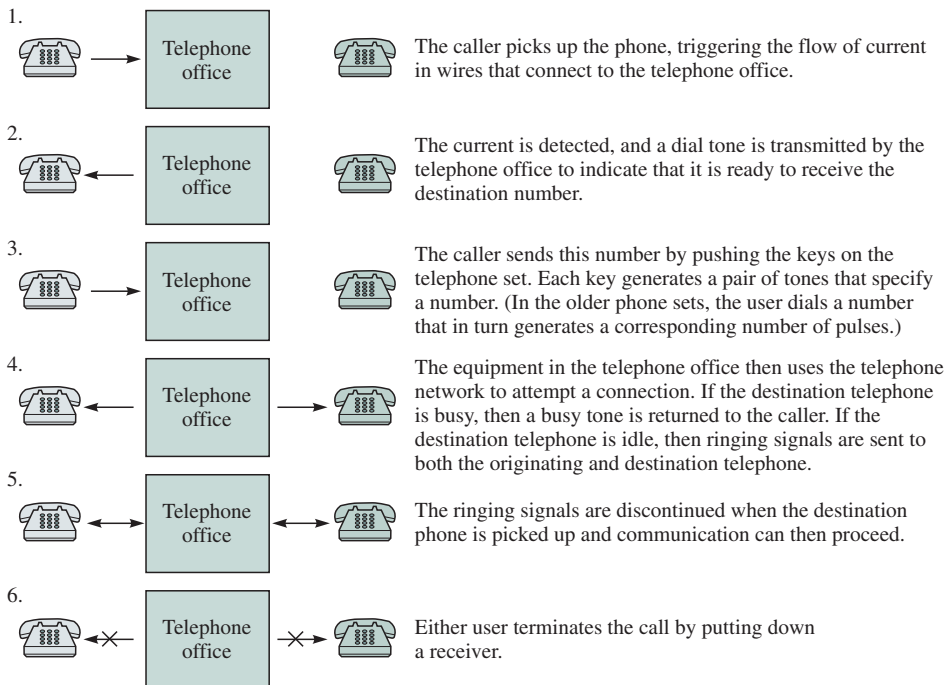 1.
Telephone
office
The caller picks up the phone, triggering the flow of current
in wires that connect to the telephone office.
2.
Telephone
office
The current is detected, and a dial tone is transmitted by the
telephone office to indicate that it is ready to receive the
destination number.
3.
Telephone
office
The caller sends this number by pushing the keys on the
telephone set. Each key generates a pair of tones that specify
a number. (In the older phone sets, the user dials a number
that in turn generates a corresponding number of pulses.)
4.
Telephone
office
The equipment in the telephone office then uses the telephone
network to attempt a connection. If the destination telephone
is busy, then a busy tone is returned to the caller. If the
destination telephone is idle, then ringing signals are sent to
both the originating and destination telephone.
5.
Telephone
office
The ringing signals are discontinued when the destination
phone is picked up and communication can then proceed.
6.
Telephone
office
Either user terminates the call by putting down
a receiver.